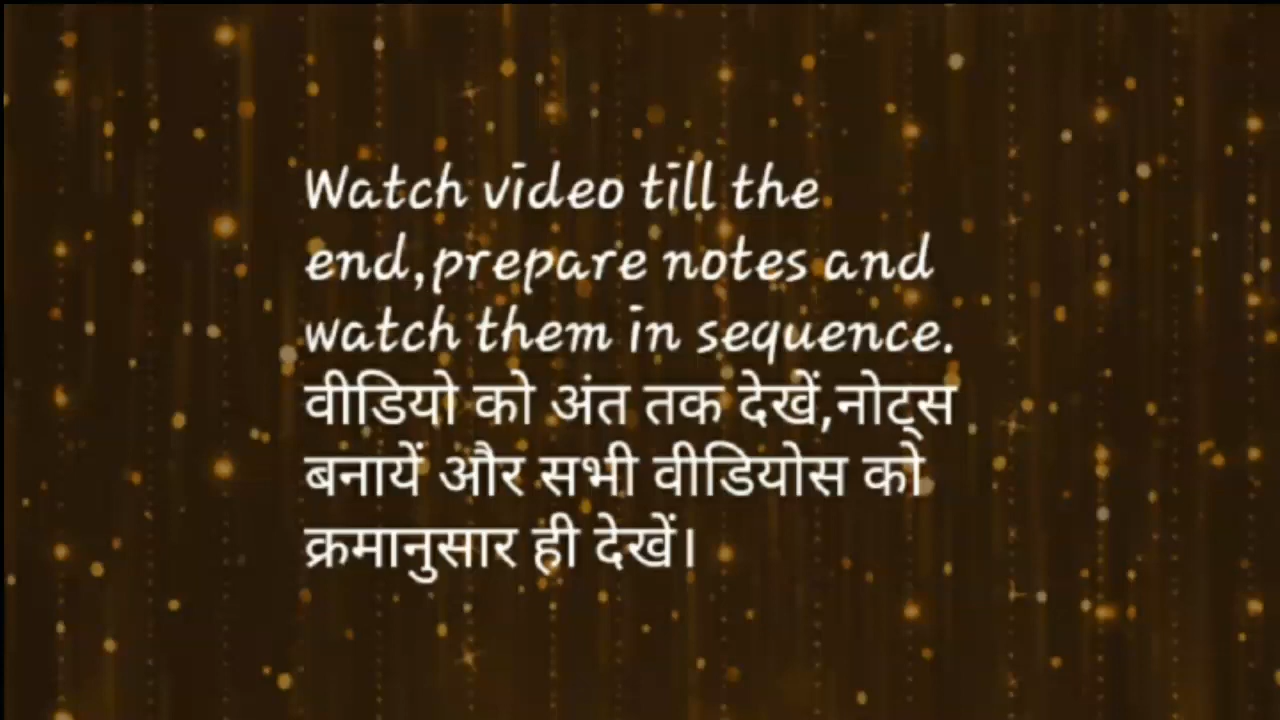 Watch video till the
end,prepare notes and
watch them in sequence.
वीडियो को अंत तक देखें,नोट्स
बनायें और सभी वीडियोस को
क्रमानुसार ही देखें।